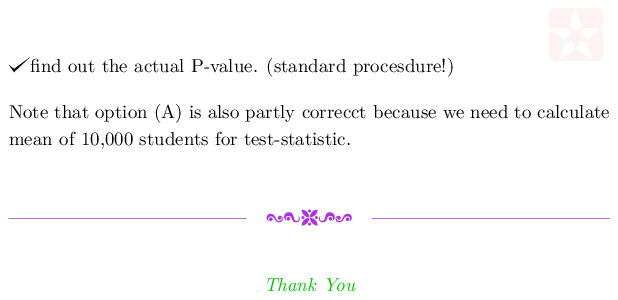 ✓find out the actual P-value. (standard procesdure!)
Note that option (A) is also partly correcct because we need to calculate
mean of 10,000 students for test-statistic.
Thank You